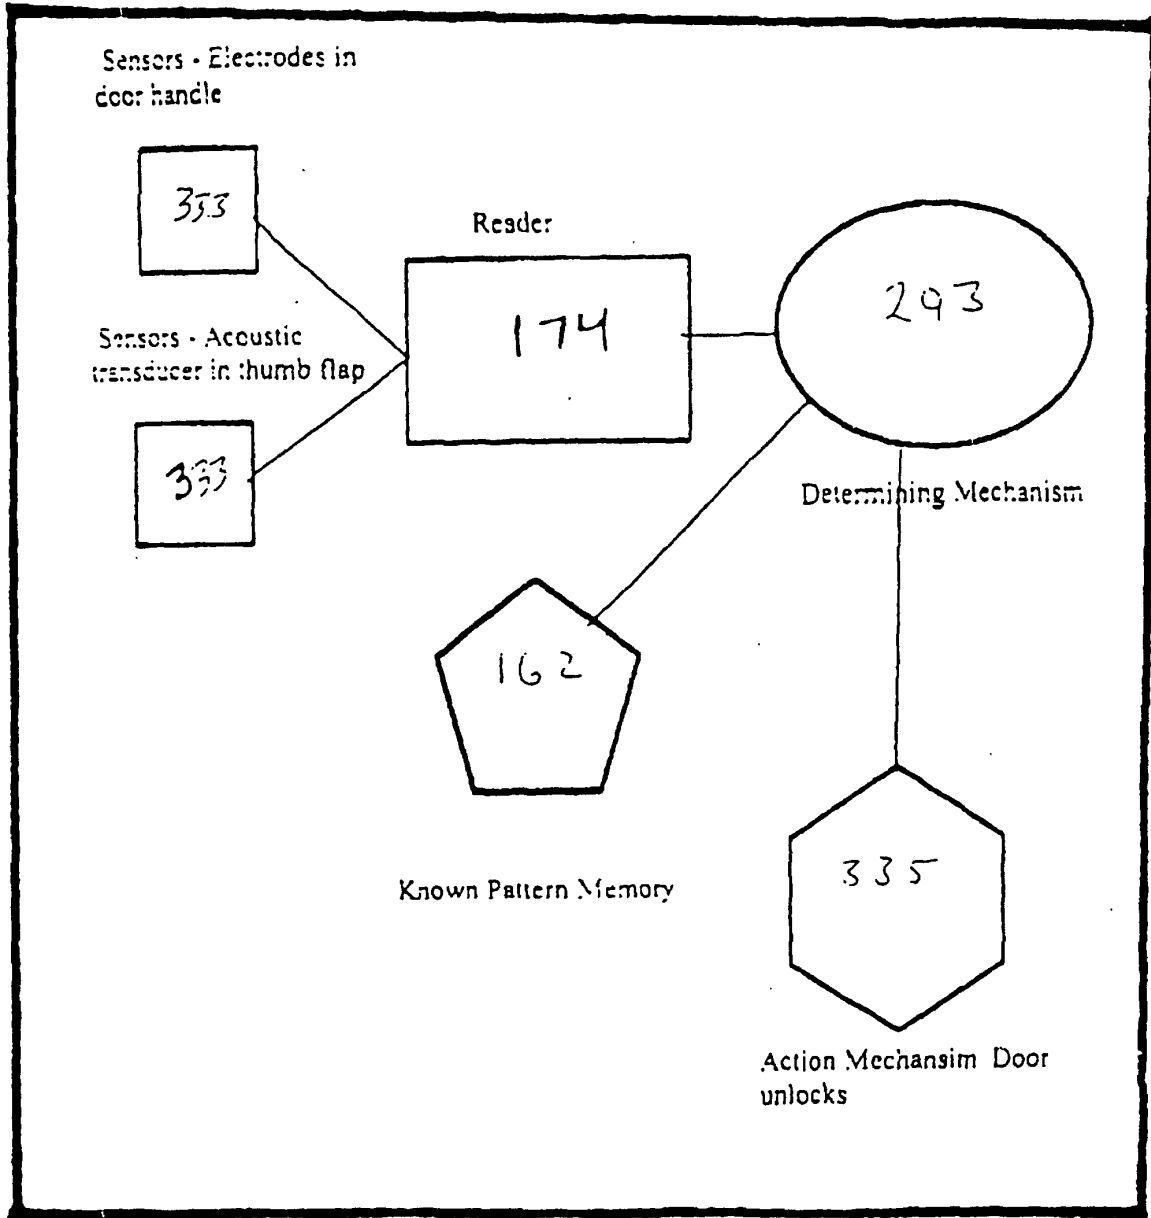 Sensors - Electrodes in
door handle
353
Reader
174
293
Sensors - Acoustic
transducer in thumb flap
333
Determining Mechanism
162
Known Pattern Memory
335
Action Mechansim Door
unlocks